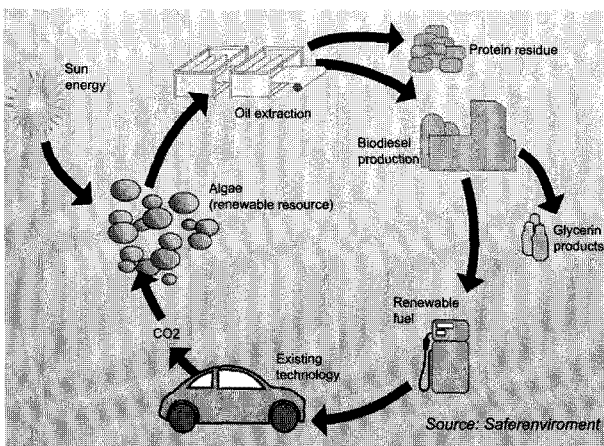 Sun
energy
Protein residue
Oil extraction
Biodiesel
production
Algae
(renewable resource)
Glycerin
products
Renewable
fuel
CO2
Existing
technology
Source: Saferenviroment